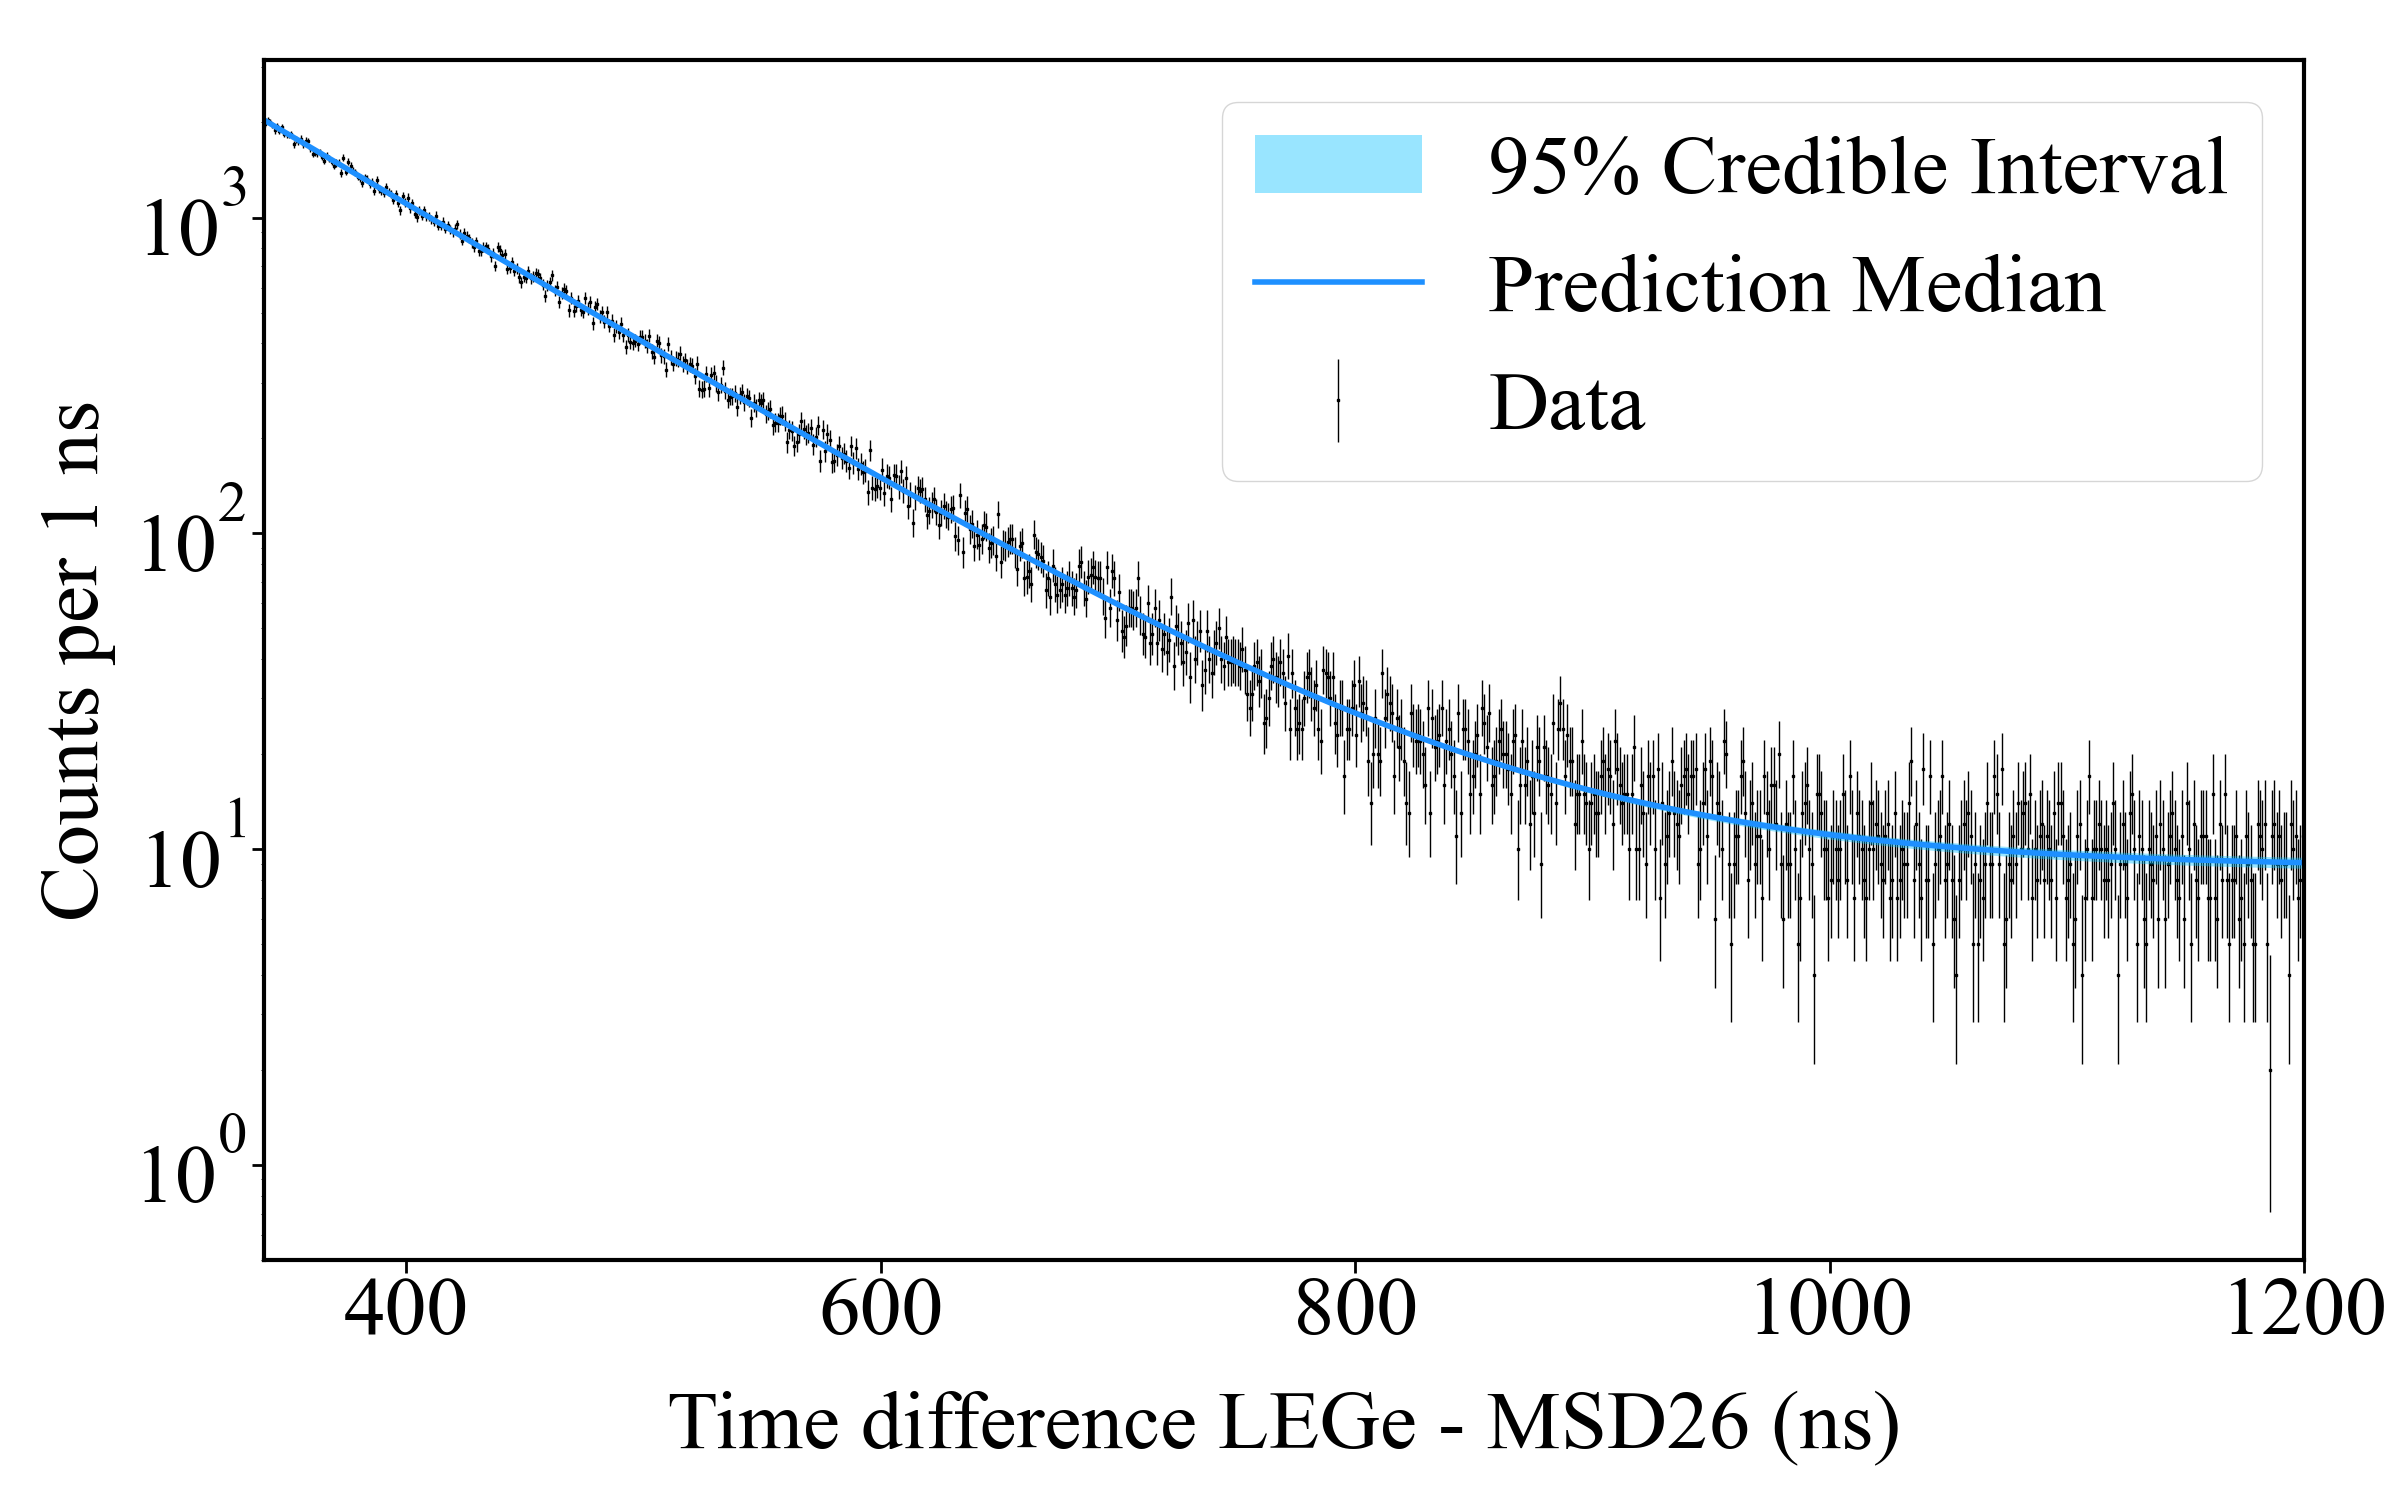 95% Credible Interval
Prediction Median
Data
Counts per 1 ns
10^3
10^2
10^1
10^0
400 600 800 1000 1200
Time difference LEGe - MSD26 (ns)